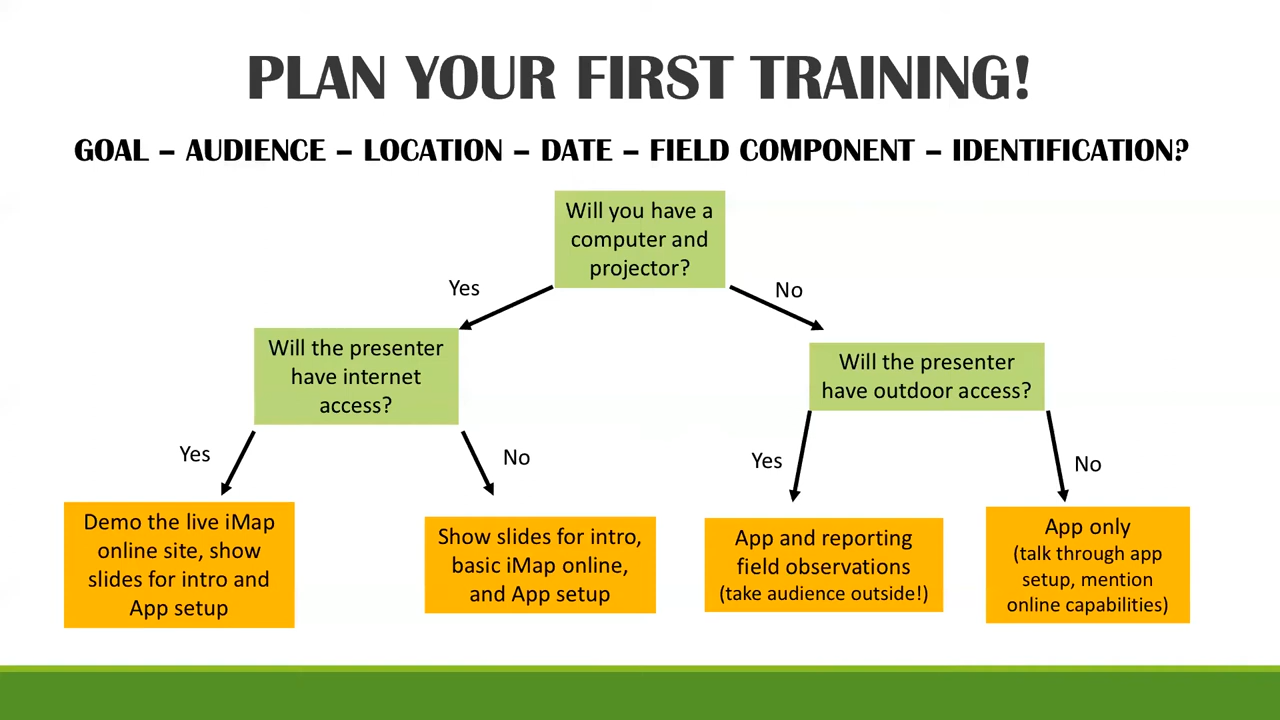 PLAN YOUR FIRST TRAINING!
GOAL – AUDIENCE – LOCATION – DATE – FIELD COMPONENT – IDENTIFICATION?
Will you have a
computer and
projector?
Yes
No
Will the presenter
have internet
access?
Will the presenter
have outdoor access?
Yes
No
Yes
No
Demo the live iMap
online site, show
slides for intro and
App setup
Show slides for intro,
basic iMap online,
and App setup
App and reporting
field observations
(take audience outside!)
App only
(talk through app
setup, mention
online capabilities)